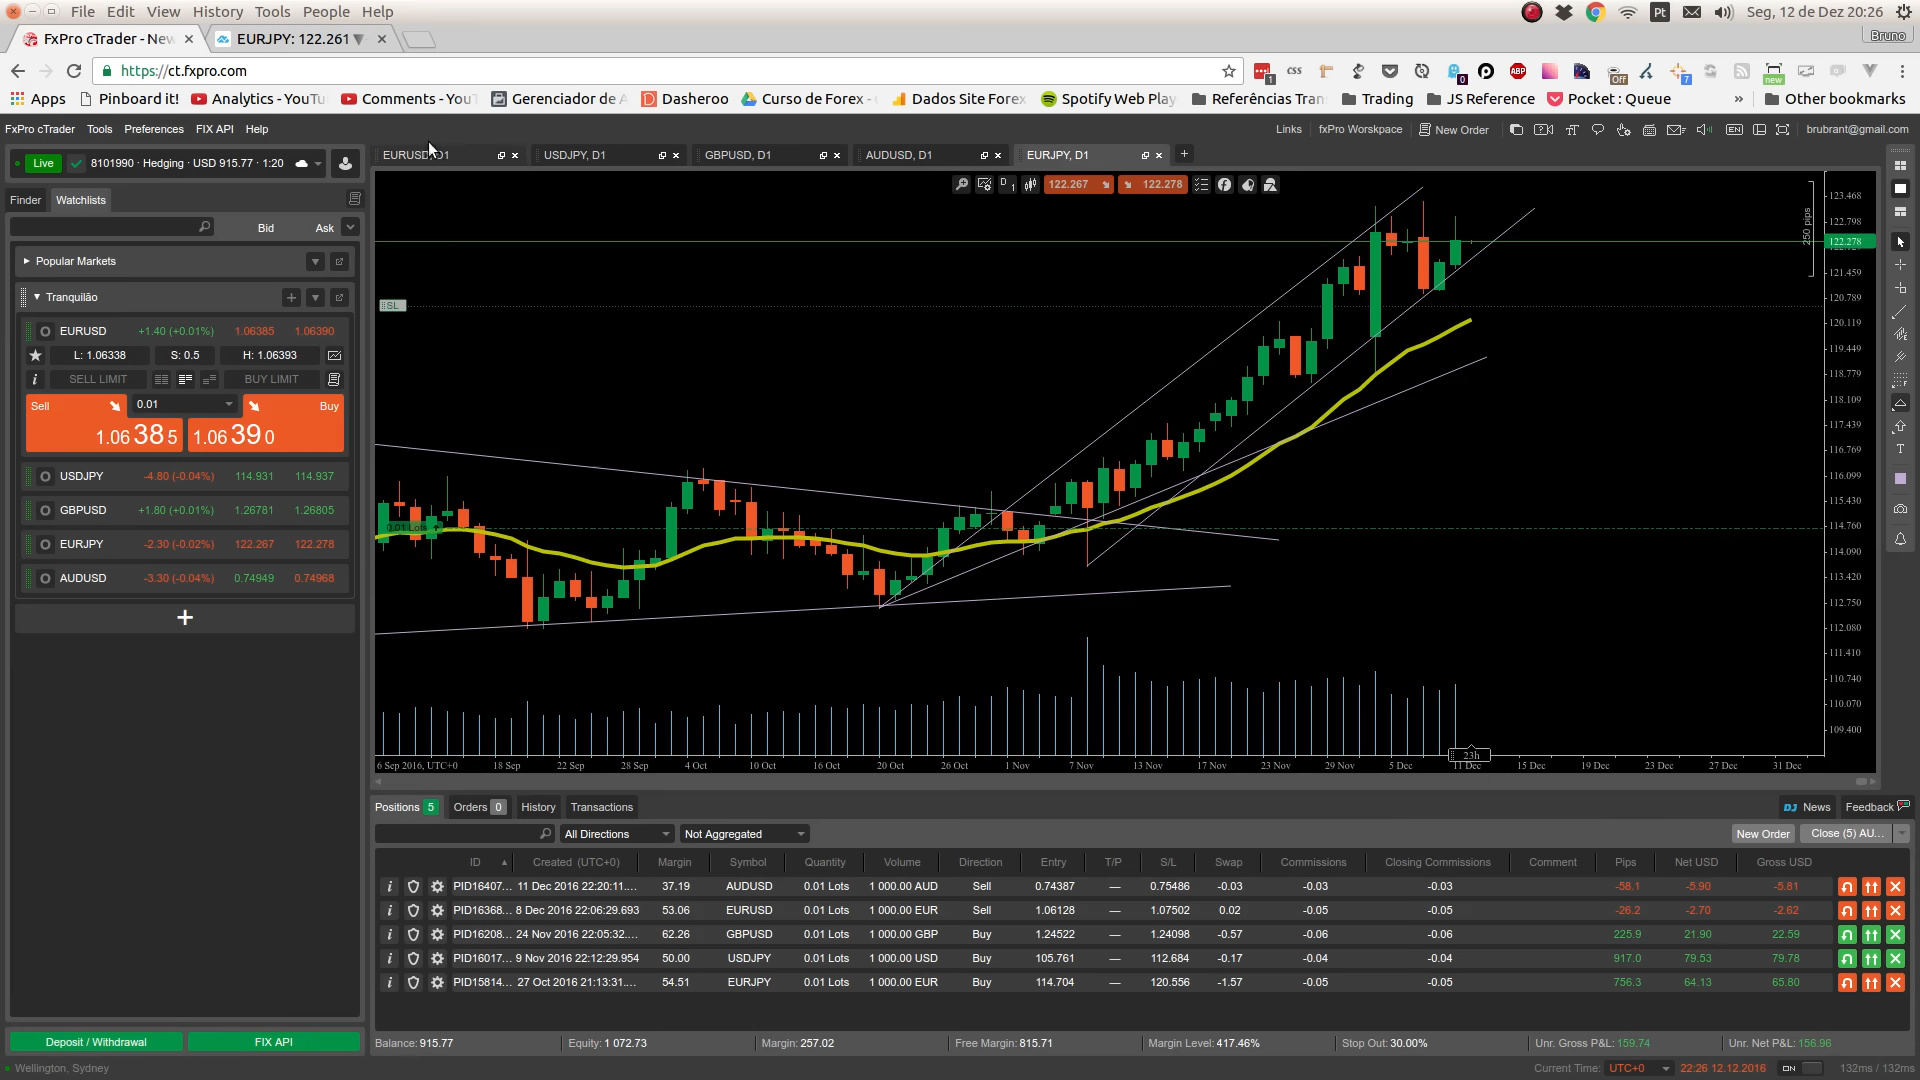 File Edit View History Tools People Help
Pt Seg, 12 de Dez 20:26
FxPro cTrader - New
EURJPY: 122.261 ▼
Bruno
https://ct.fxpro.com
CSS ABP Off 7 new
Apps Pinboard it! Analytics - YouTu Comments - YouT Gerenciador de A Dasheroo Curso de Forex - Dados Site Forex Spotify Web Play Referências Tran Trading JS Reference Pocket : Queue » Other bookmarks
FxPro cTrader Tools Preferences FIX API Help
Links fxPro Worskpace New Order EN brubrant@gmail.com
Live 8101990 · Hedging · USD 915.77 · 1:20
EURUSD, D1 USDJPY, D1 GBPUSD, D1 AUDUSD, D1 EURJPY, D1 +
Finder Watchlists
D 1 122.267 122.278
Bid Ask
Popular Markets
Tranquilão
EURUSD +1.40 (+0.01%) 1.06385 1.06390
L: 1.06338 S: 0.5 H: 1.06393
SELL LIMIT BUY LIMIT
Sell 0.01 Buy
1.06 38 5 1.06 39 0
USDJPY -4.80 (-0.04%) 114.931 114.937
GBPUSD +1.80 (+0.01%) 1.26781 1.26805
EURJPY -2.30 (-0.02%) 122.267 122.278
AUDUSD -3.30 (-0.04%) 0.74949 0.74968
+
Deposit / Withdrawal FIX API
250 pips
123.468
122.798
122.278
121.459
120.789
120.119
119.449
118.779
118.109
117.439
116.769
116.099
115.430
114.760
114.090
113.420
112.750
112.080
111.410
110.740
110.070
109.400
SL
0.01 Lots
23h
6 Sep 2016, UTC+0 18 Sep 22 Sep 28 Sep 4 Oct 10 Oct 16 Oct 20 Oct 26 Oct 1 Nov 7 Nov 13 Nov 17 Nov 23 Nov 29 Nov 5 Dec 11 Dec 15 Dec 19 Dec 23 Dec 27 Dec 31 Dec
T
Positions 5 Orders 0 History Transactions
DJ News Feedback
All Directions Not Aggregated
New Order Close (5) AU...
ID Created (UTC+0) Margin Symbol Quantity Volume Direction Entry T/P S/L Swap Commissions Closing Commissions Comment Pips Net USD Gross USD
PID16407... 11 Dec 2016 22:20:11.... 37.19 AUDUSD 0.01 Lots 1 000.00 AUD Sell 0.74387 — 0.75486 -0.03 -0.03 -0.03 -58.1 -5.90 -5.81
PID16368... 8 Dec 2016 22:06:29.693 53.06 EURUSD 0.01 Lots 1 000.00 EUR Sell 1.06128 — 1.07502 0.02 -0.05 -0.05 -26.2 -2.70 -2.62
PID16208... 24 Nov 2016 22:05:32.... 62.26 GBPUSD 0.01 Lots 1 000.00 GBP Buy 1.24522 — 1.24098 -0.57 -0.06 -0.06 225.9 21.90 22.59
PID16017... 9 Nov 2016 22:12:29.954 50.00 USDJPY 0.01 Lots 1 000.00 USD Buy 105.761 — 112.684 -0.17 -0.04 -0.04 917.0 79.53 79.78
PID15814... 27 Oct 2016 21:13:31.... 54.51 EURJPY 0.01 Lots 1 000.00 EUR Buy 114.704 — 120.556 -1.57 -0.05 -0.05 756.3 64.13 65.80
Balance: 915.77 Equity: 1 072.73 Margin: 257.02 Free Margin: 815.71 Margin Level: 417.46% Stop Out: 30.00% Unr. Gross P&L: 159.74 Unr. Net P&L: 156.96
Wellington, Sydney
Current Time: UTC+0 22:26 12.12.2016 ON 132ms / 132ms